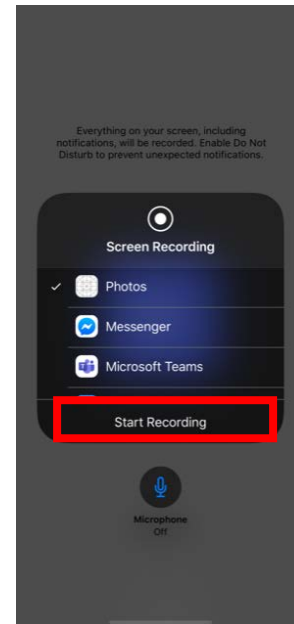 Everything on your screen, including
notifications, will be recorded. Enable Do Not
Disturb to prevent unexpected notifications.
Screen Recording
Photos
Messenger
Microsoft Teams
Start Recording
Microphone
Off